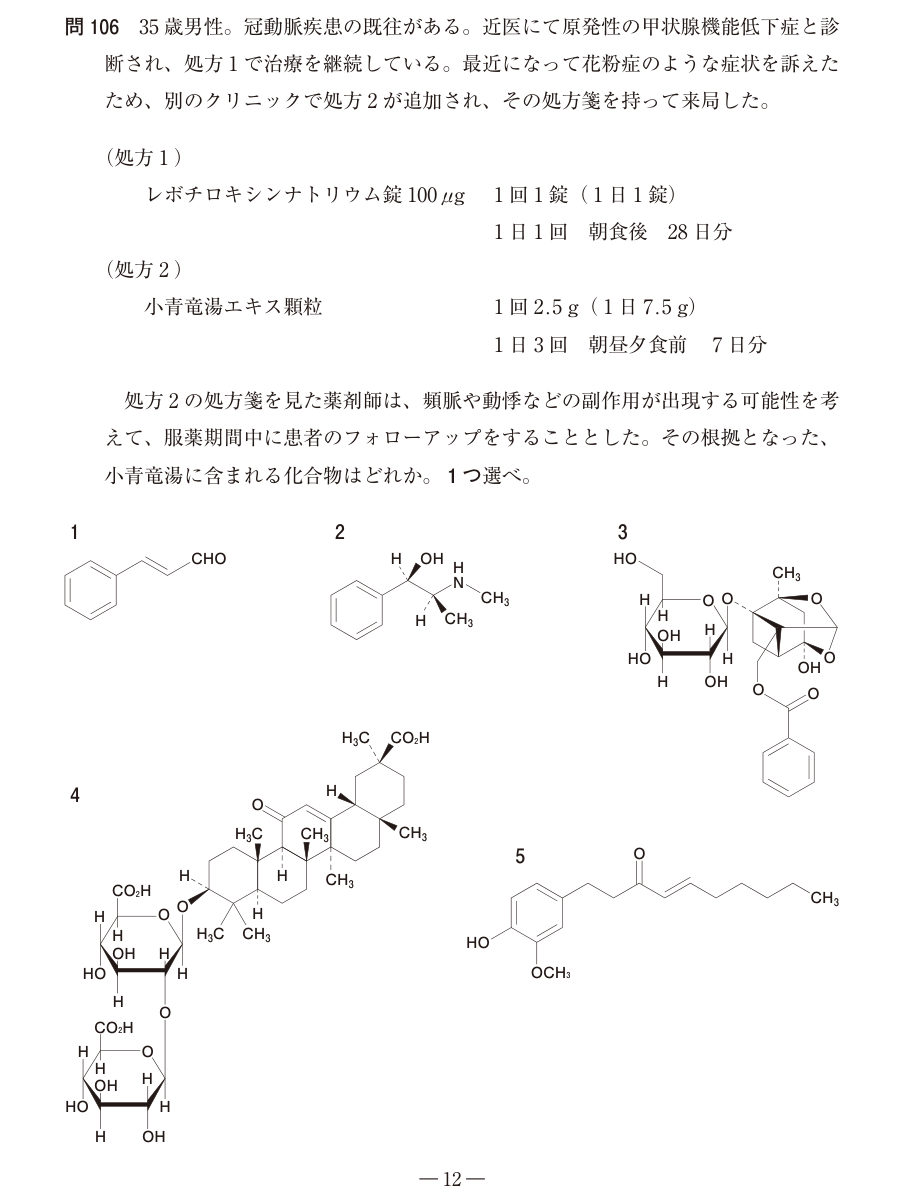 問106 35歳男性。冠動脈疾患の既往がある。近医にて原発性の甲状腺機能低下症と診
断され、処方1で治療を継続している。最近になって花粉症のような症状を訴えた
ため、別のクリニックで処方2が追加され、その処方箋を持って来局した。
（処方1）
レボチロキシンナトリウム錠100μg 1回1錠（1日1錠）
1日1回 朝食後 28日分
（処方2）
小青竜湯エキス顆粒 1回2.5g（1日7.5g）
1日3回 朝昼夕食前 7日分
処方2の処方箋を見た薬剤師は、頻脈や動悸などの副作用が出現する可能性を考
えて、服薬期間中に患者のフォローアップをすることとした。その根拠となった、
小青竜湯に含まれる化合物はどれか。1つ選べ。
1
CHO
2
H OH
H
N
CH₃
H CH₃
3
HO
CH₃
H O O O
H
OH H
HO H
H OH
OH O
O O
4
H₃C CO₂H
H
O
H₃C CH₃ CH₃
H
CH₃
H
H
H₃C CH₃
CO₂H
O
H O
H
OH H
HO H
H
O
CO₂H
H O
H
OH H
HO H
H OH
5
O
CH₃
HO
OCH₃
— 12 —